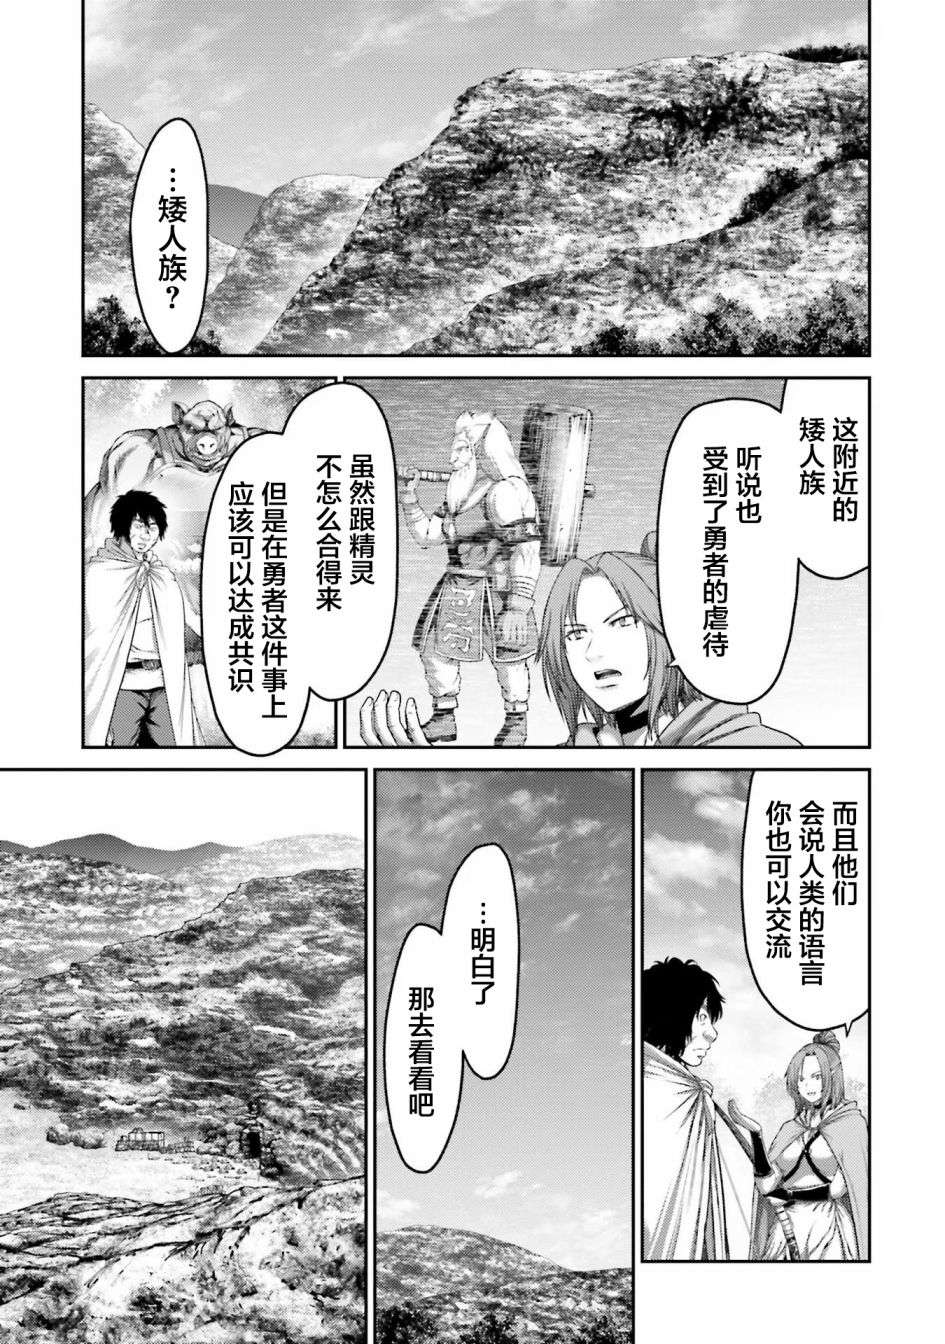 …矮人族？
这附近的
矮人族
听说也
受到了勇者的虐待
虽然跟精灵
不怎么合得来
但是在勇者这件事上
应该可以达成共识
而且他们
会说人类的语言
你也可以交流
…明白了
那去看看吧